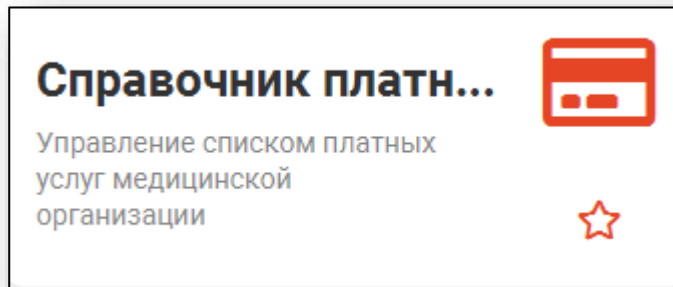 Справочник платн...
Управление списком платных
услуг медицинской
организации